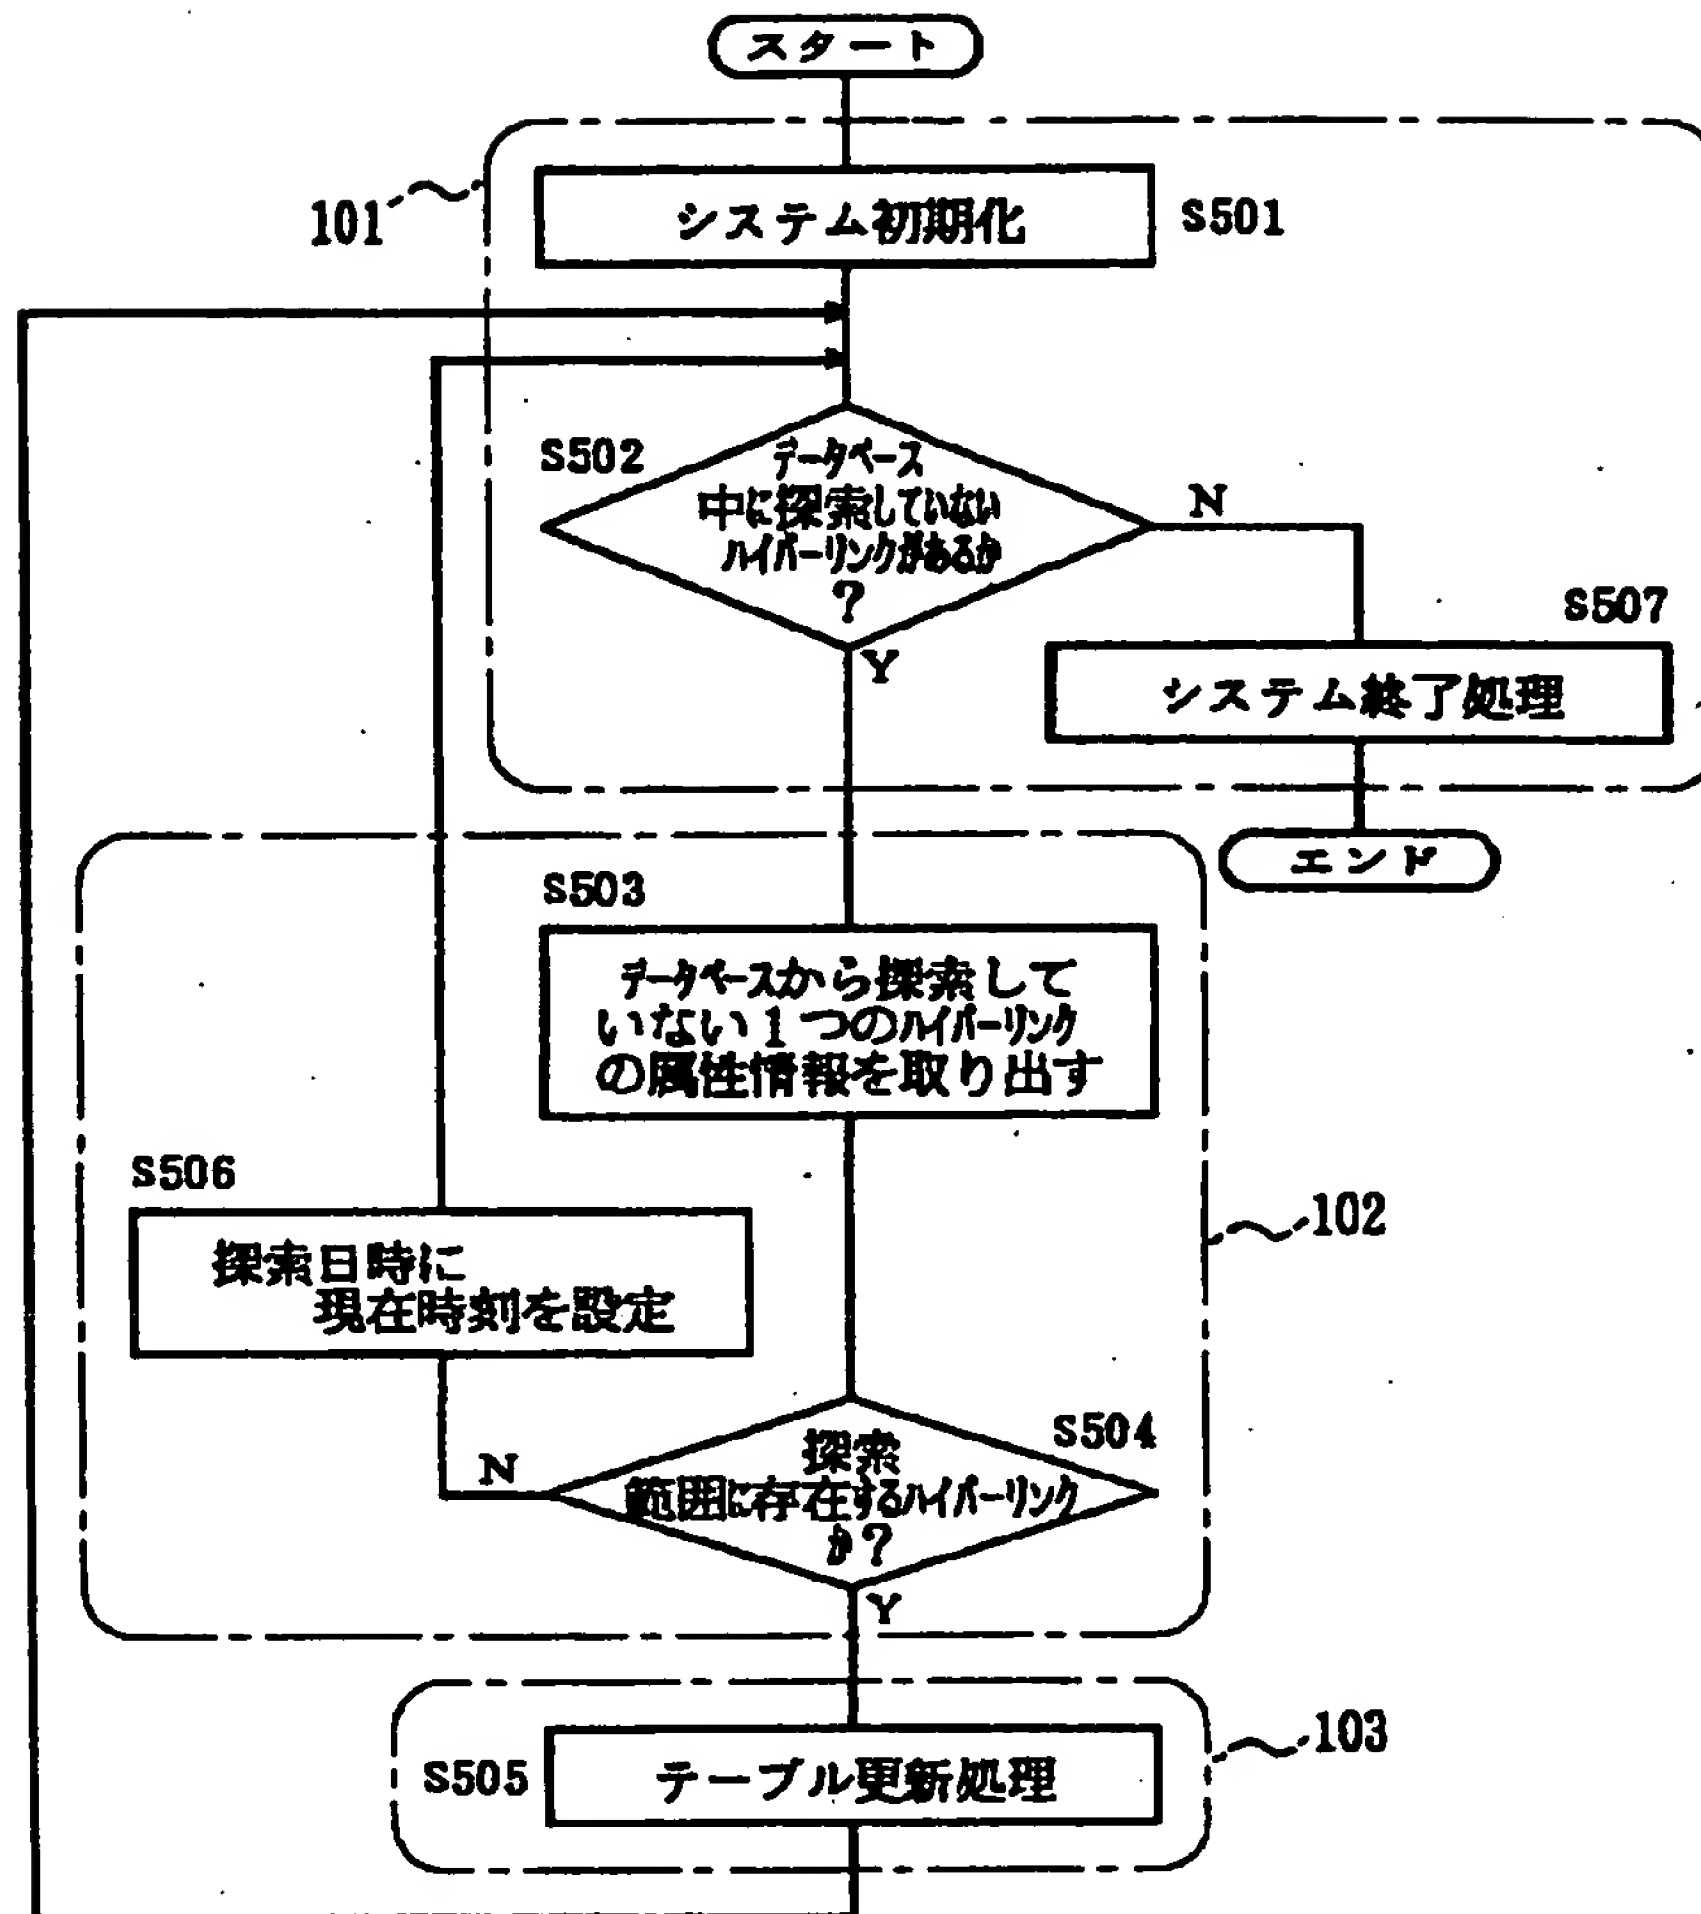 スタート
101
システム初期化
S501
S502
データベース
中に探索していない
ハイパーリンクがあるか
?
N
Y
S507
システム終了処理
エンド
S503
データベースから探索して
いない1つのハイパーリンク
の属性情報を取り出す
S506
探索日時に
現在時刻を設定
102
S504
探索
範囲に存在するハイパーリンク
か?
N
Y
103
S505
テーブル更新処理